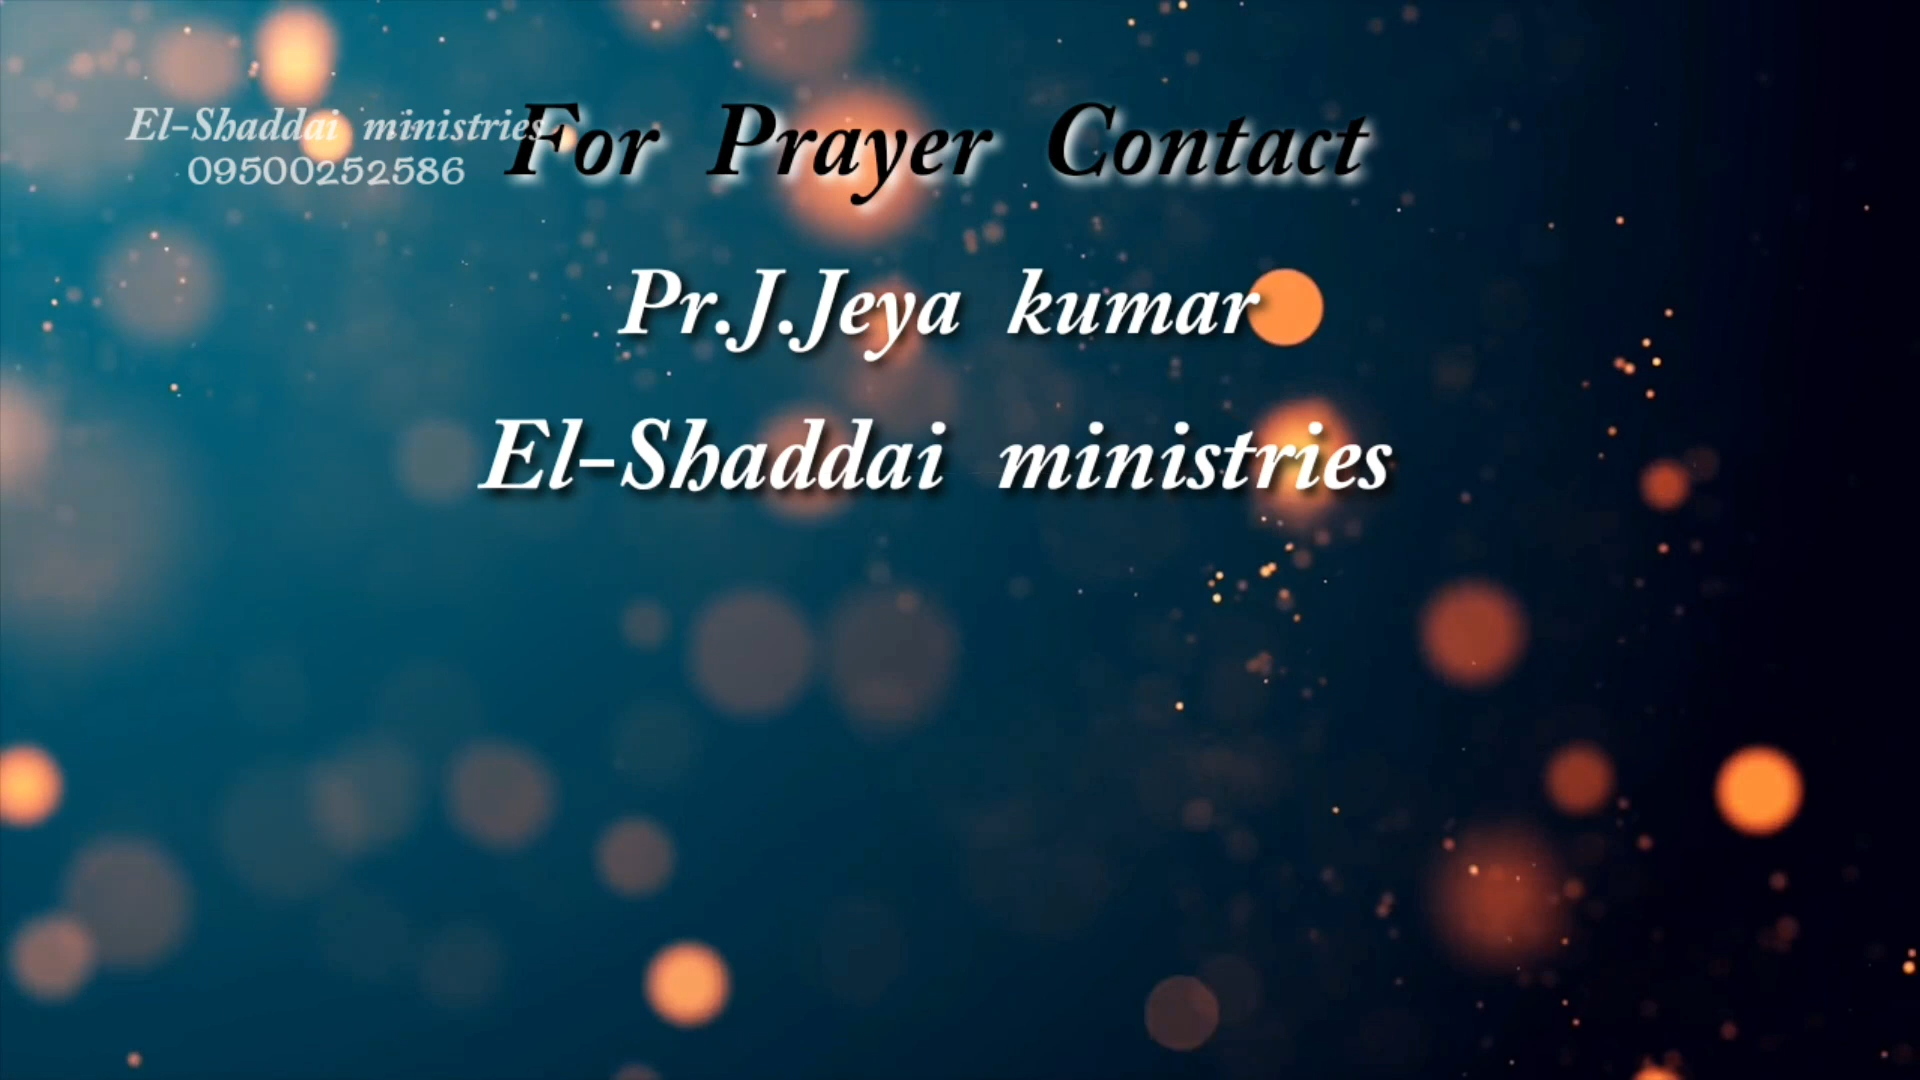 El-Shaddai ministries
09500252586
For Prayer Contact
Pr.J.Jeya kumar
El-Shaddai ministries